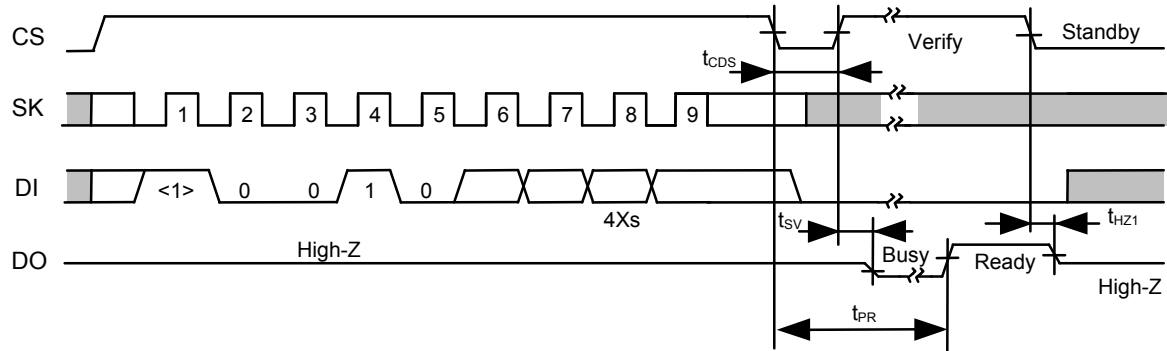 CS
Verify
Standby
tCDS
SK
1 2 3 4 5 6 7 8 9
DI
<1> 0 0 1 0
4Xs
tSV
tHZ1
DO
High-Z
Busy
Ready
High-Z
tPR